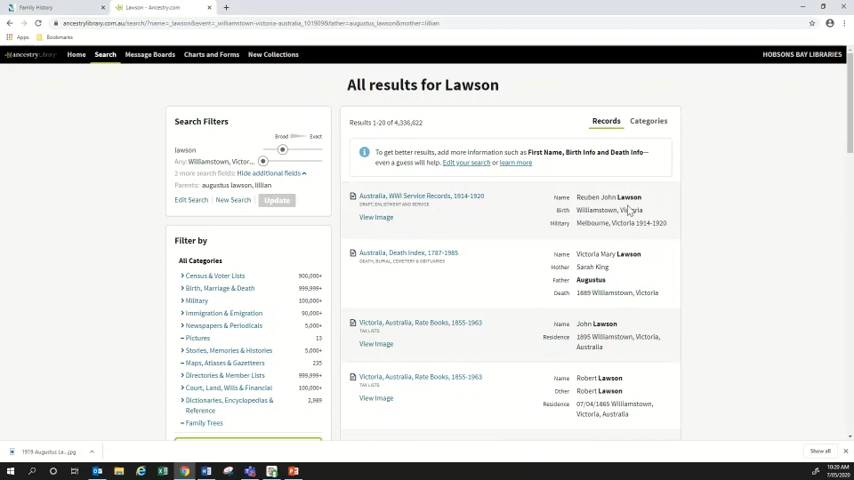 Family History
Lawson - Ancestry.com
ancestrylibrary.com.au/search/?name=_lawson&event=_williamstown-victoria-australia_101909&father=augustus_lawson&mother=lillian
Apps Bookmarks
ancestryLibrary Home Search Message Boards Charts and Forms New Collections HOBSONS BAY LIBRARIES
All results for Lawson
Search Filters
Broad Exact
lawson
Any: Williamstown, Victor...
2 more search fields: Hide additional fields
Parents: augustus lawson, lillian
Edit Search New Search Update
Filter by
All Categories
Census & Voter Lists 900,000+
Birth, Marriage & Death 999,999+
Military 100,000+
Immigration & Emigration 90,000+
Newspapers & Periodicals 5,000+
Pictures 13
Stories, Memories & Histories 5,000+
Maps, Atlases & Gazetteers 235
Directories & Member Lists 999,999+
Court, Land, Wills & Financial 100,000+
Dictionaries, Encyclopedias & 2,989
Reference
Family Trees
Results 1-20 of 4,336,622
Records Categories
To get better results, add more information such as First Name, Birth Info and Death Info—
even a guess will help. Edit your search or learn more
Australia, WWI Service Records, 1914-1920
DRAFT, ENLISTMENT AND SERVICE
View Image
Name Reuben John Lawson
Birth Williamstown, Victoria
Military Melbourne, Victoria 1914-1920
Australia, Death Index, 1787-1985
DEATH, BURIAL, CEMETERY & OBITUARIES
Name Victoria Mary Lawson
Mother Sarah King
Father Augustus
Death 1889 Williamstown, Victoria
Victoria, Australia, Rate Books, 1855-1963
TAX LISTS
View Image
Name John Lawson
Residence 1895 Williamstown, Victoria,
Australia
Victoria, Australia, Rate Books, 1855-1963
TAX LISTS
View Image
Name Robert Lawson
Other Robert Lawson
Residence 07/04/1865 Williamstown,
Victoria, Australia
1919 Augustus La....jpg
Show all
10:20 AM
7/05/2020